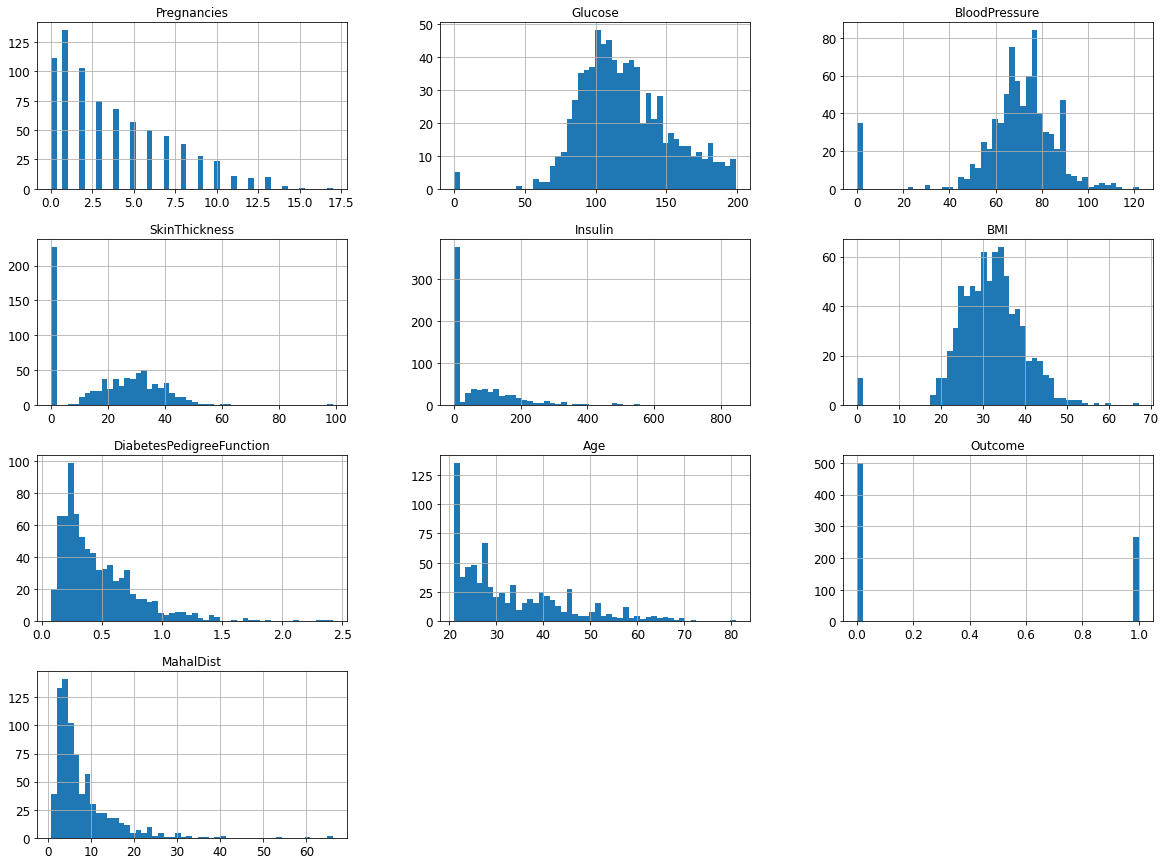 Pregnancies
125
100
75
50
25
0
0.0 2.5 5.0 7.5 10.0 12.5 15.0 17.5
Glucose
50
40
30
20
10
0
0 50 100 150 200
BloodPressure
80
60
40
20
0
0 20 40 60 80 100 120
SkinThickness
200
150
100
50
0
0 20 40 60 80 100
Insulin
300
200
100
0
0 200 400 600 800
BMI
60
40
20
0
0 10 20 30 40 50 60 70
DiabetesPedigreeFunction
100
80
60
40
20
0
0.0 0.5 1.0 1.5 2.0 2.5
Age
125
100
75
50
25
0
20 30 40 50 60 70 80
Outcome
500
400
300
200
100
0
0.0 0.2 0.4 0.6 0.8 1.0
MahalDist
125
100
75
50
25
0
0 10 20 30 40 50 60